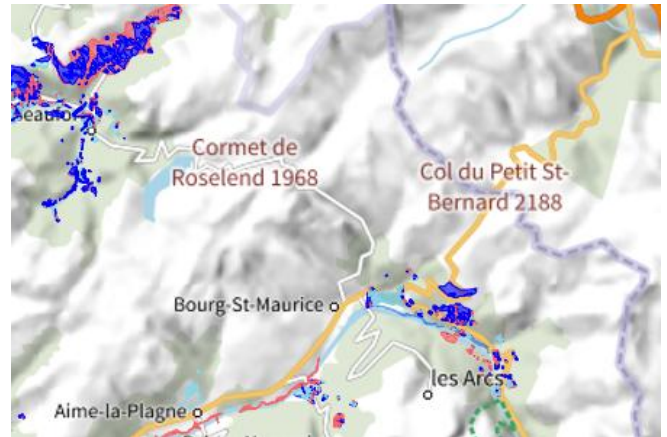 Cormet de
Roselend 1968
Col du Petit St-
Bernard 2188
Bourg-St-Maurice
les Arcs
Aime-la-Plagne